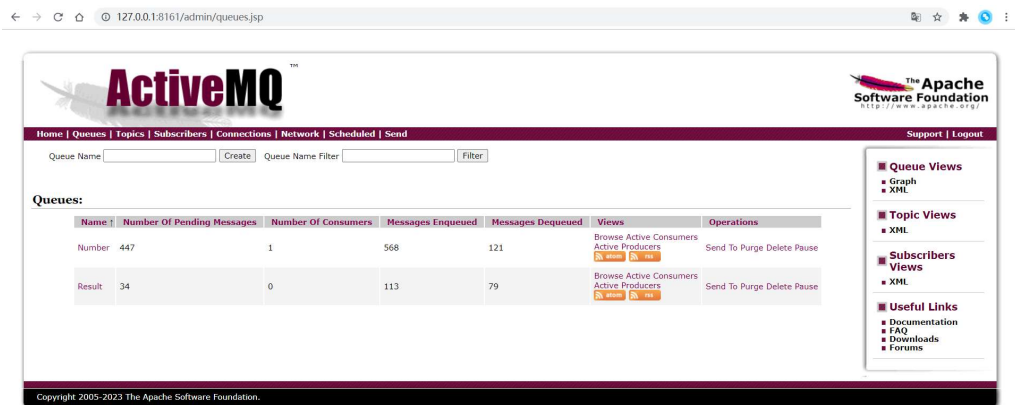 127.0.0.1:8161/admin/queues.jsp
ActiveMQ™
The Apache
Software Foundation
http://www.apache.org/
Home | Queues | Topics | Subscribers | Connections | Network | Scheduled | Send
Support | Logout
Queue Name Create Queue Name Filter Filter
Queues:
Name ↑ Number Of Pending Messages Number Of Consumers Messages Enqueued Messages Dequeued Views Operations
Number 447 1 568 121 Browse Active Consumers
Active Producers
atom rss
Send To Purge Delete Pause
Result 34 0 113 79 Browse Active Consumers
Active Producers
atom rss
Send To Purge Delete Pause
Queue Views
Graph
XML
Topic Views
XML
Subscribers
Views
XML
Useful Links
Documentation
FAQ
Downloads
Forums
Copyright 2005-2023 The Apache Software Foundation.